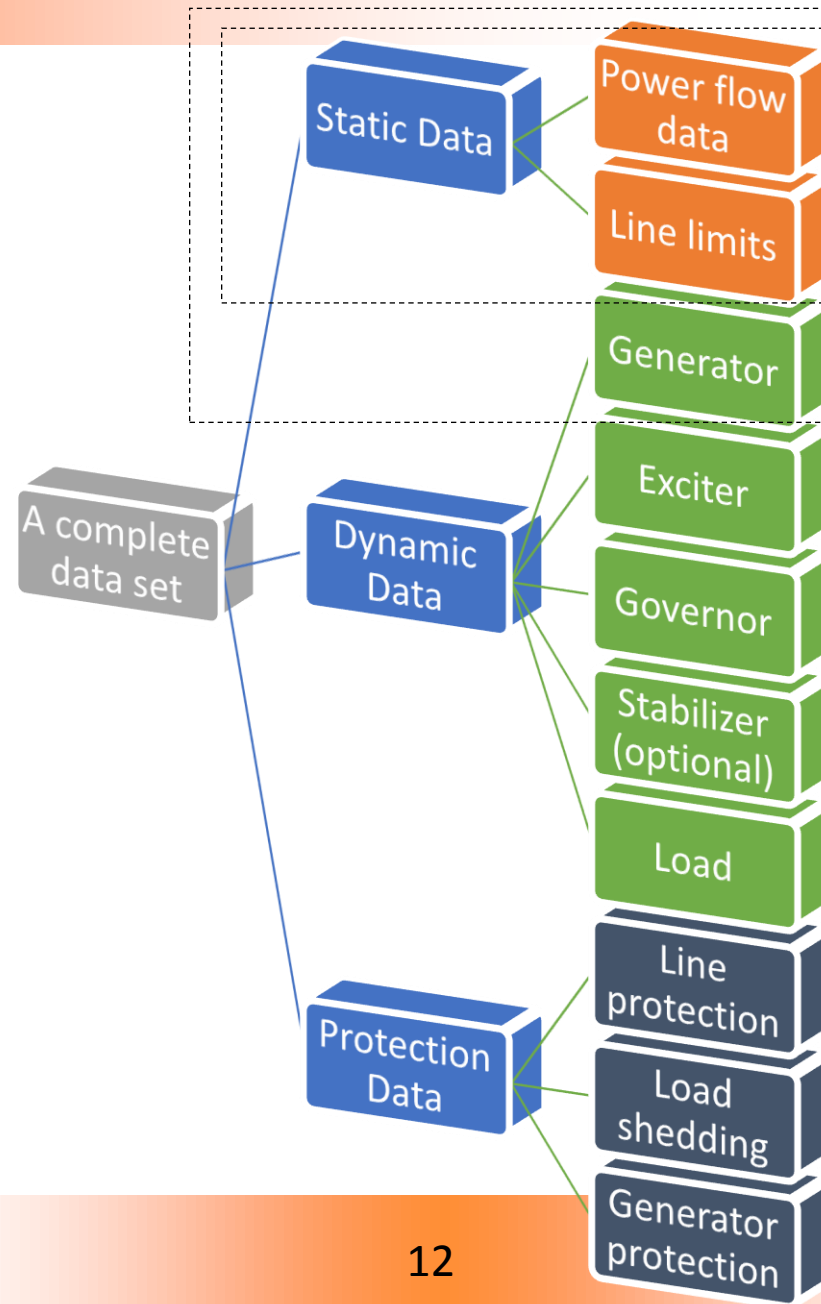 Static Data
Power flow
data
Line limits
Generator
Exciter
A complete
data set
Dynamic
Data
Governor
Stabilizer
(optional)
Load
Line
protection
Protection
Data
Load
shedding
Generator
protection
12